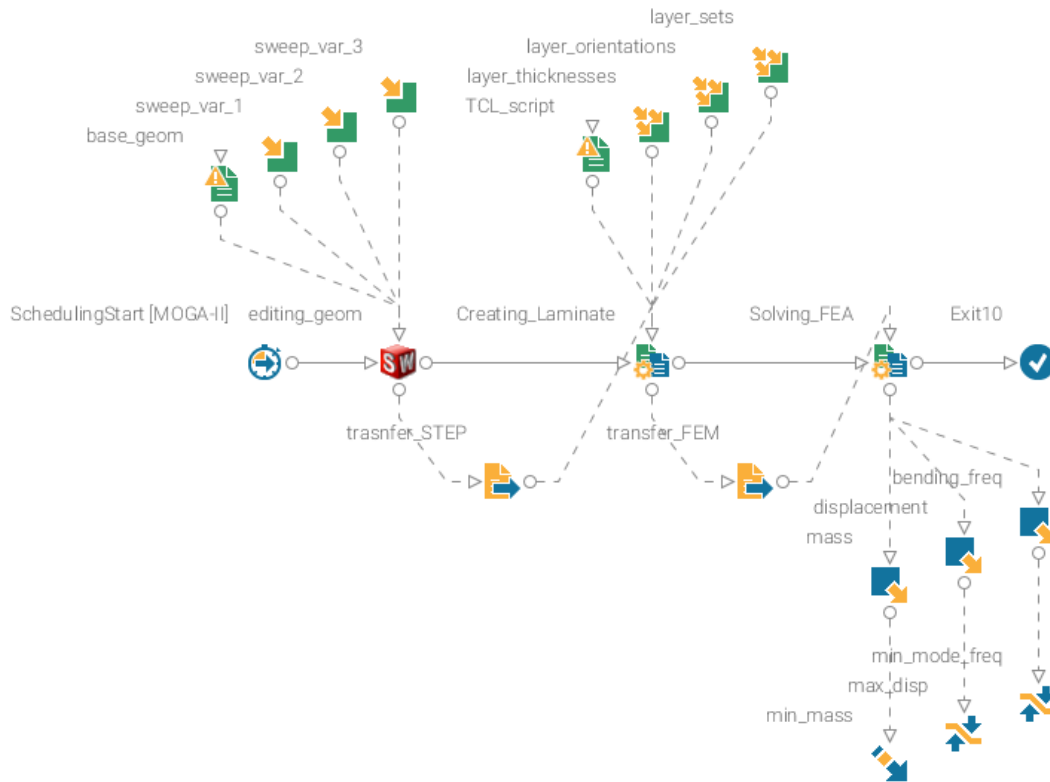 layer_sets
sweep_var_3
layer_orientations
sweep_var_2
layer_thicknesses
sweep_var_1
TCL_script
base_geom
SchedulingStart [MOGA-II]
editing_geom
Creating_Laminate
Solving_FEA
Exit10
SW
trasnfer_STEP
transfer_FEM
bending_freq
displacement
mass
min_mode_freq
max_disp
min_mass